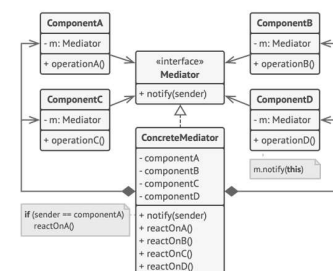 ComponentA
- m: Mediator
+ operationA()
ComponentB
- m: Mediator
+ operationB()
«interface»
Mediator
+ notify(sender)
ComponentC
- m: Mediator
+ operationC()
ComponentD
- m: Mediator
+ operationD()
m.notify(this)
ConcreteMediator
- componentA
- componentB
- componentC
- componentD
+ notify(sender)
+ reactOnA()
+ reactOnB()
+ reactOnC()
+ reactOnD()
if (sender == componentA)
reactOnA()